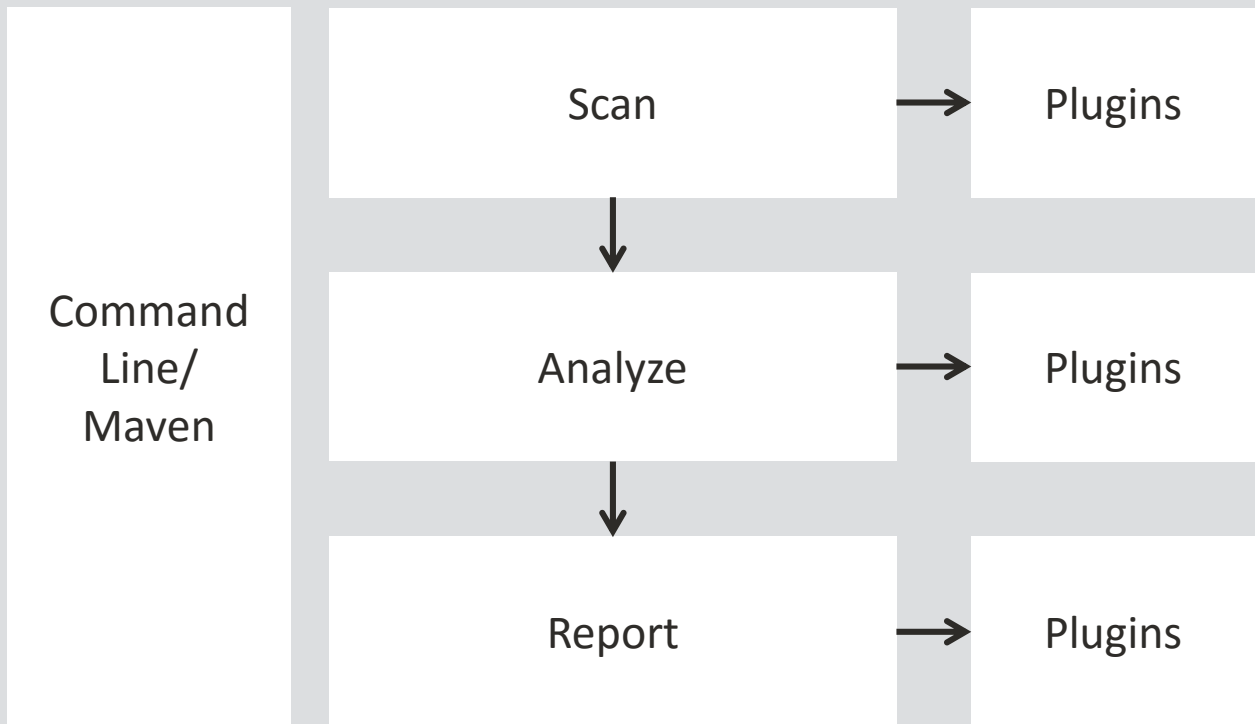 Scan
Plugins
Command
Line/
Maven
Analyze
Plugins
Report
Plugins